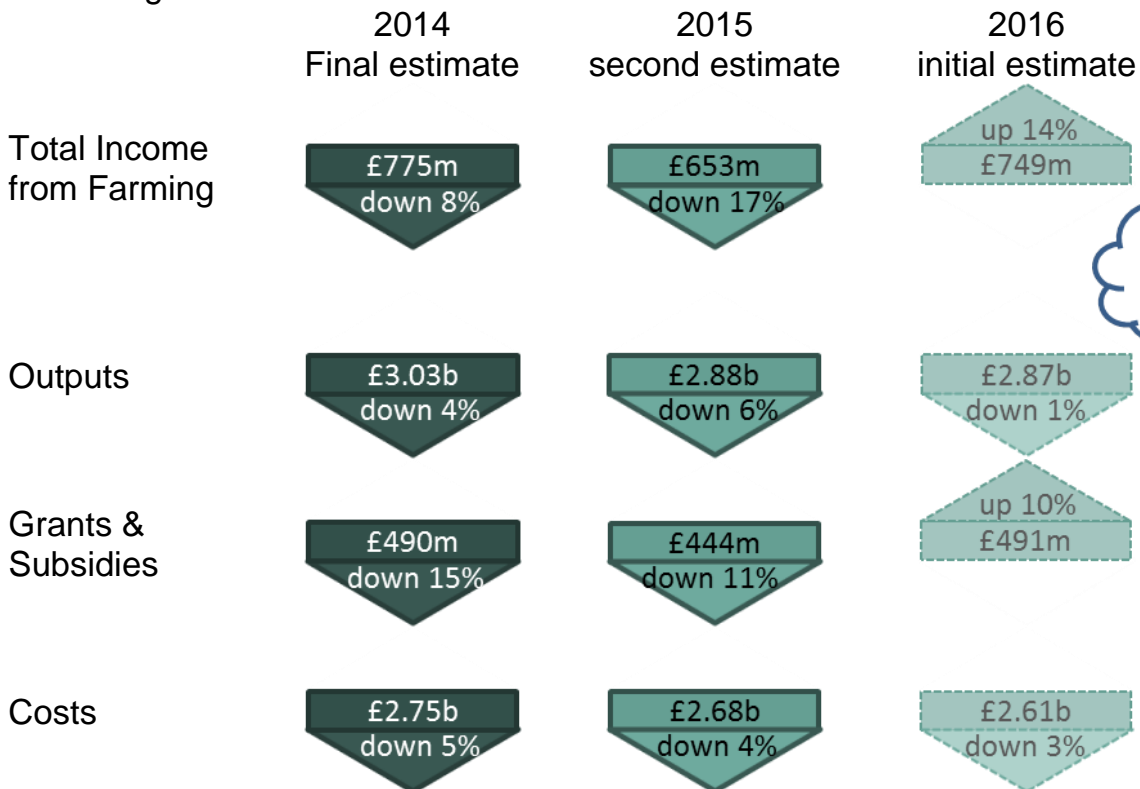 2014
Final estimate
2015
second estimate
2016
initial estimate
Total Income
from Farming
£775m
down 8%
£653m
down 17%
up 14%
£749m
Outputs
£3.03b
down 4%
£2.88b
down 6%
£2.87b
down 1%
Grants &
Subsidies
£490m
down 15%
£444m
down 11%
up 10%
£491m
Costs
£2.75b
down 5%
£2.68b
down 4%
£2.61b
down 3%